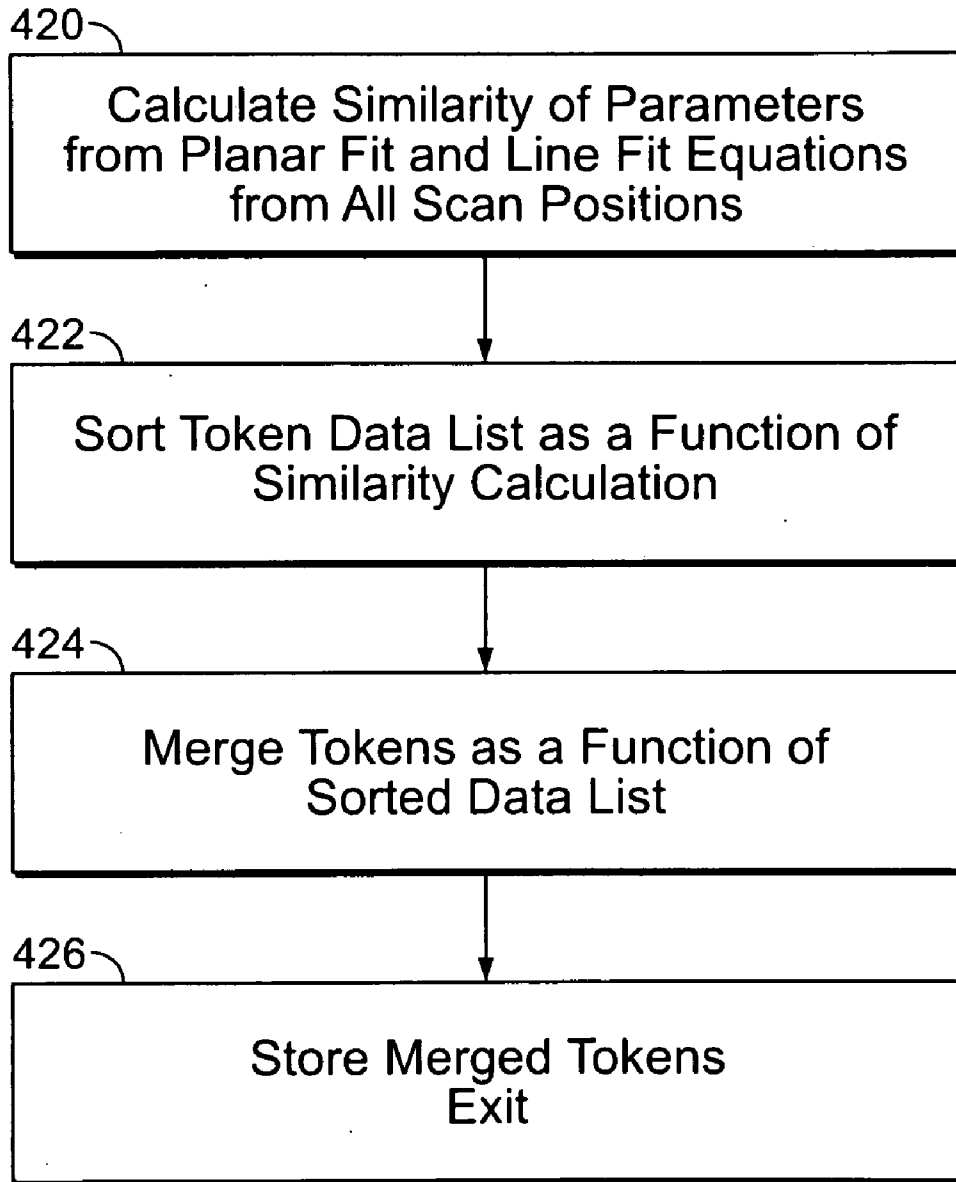 420
Calculate Similarity of Parameters
from Planar Fit and Line Fit Equations
from All Scan Positions
422
Sort Token Data List as a Function of
Similarity Calculation
424
Merge Tokens as a Function of
Sorted Data List
426
Store Merged Tokens
Exit